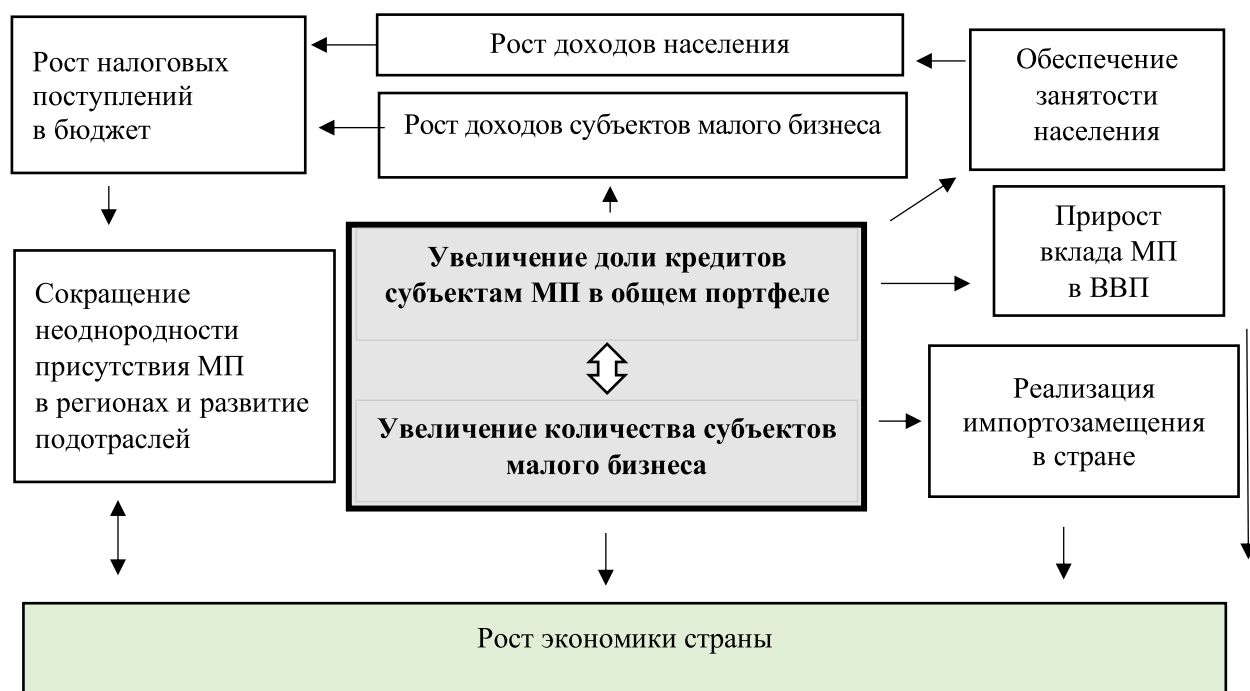 Рост налоговых
поступлений
в бюджет
Рост доходов населения
Рост доходов субъектов малого бизнеса
Обеспечение
занятости
населения
Прирост
вклада МП
в ВВП
Сокращение
неоднородности
присутствия МП
в регионах и развитие
подотраслей
Увеличение доли кредитов
субъектам МП в общем портфеле
Увеличение количества субъектов
малого бизнеса
Реализация
импортозамещения
в стране
Рост экономики страны